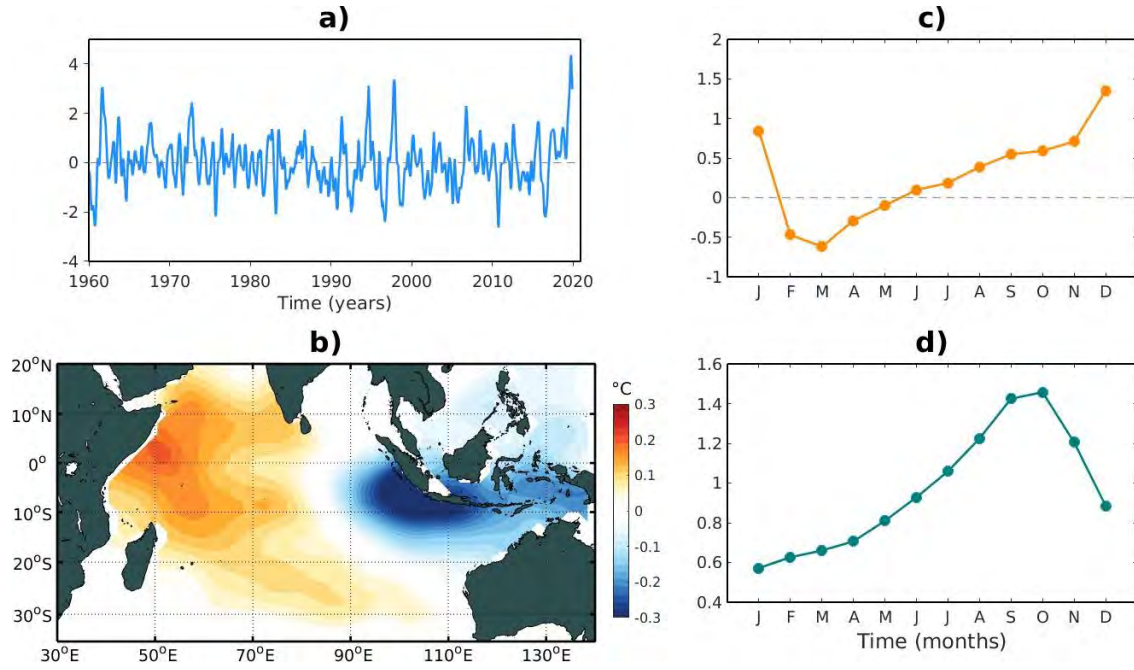 a)
4
2
0
-2
-4
1960 1970 1980 1990 2000 2010 2020
Time (years)
b)
20°N
10°N
0°
10°S
20°S
30°S
30°E 50°E 70°E 90°E 110°E 130°E
°C
0.3
0.2
0.1
0
-0.1
-0.2
-0.3
c)
2
1.5
1
0.5
0
-0.5
-1
J F M A M J J A S O N D
d)
1.6
1.4
1.2
1
0.8
0.6
0.4
J F M A M J J A S O N D
Time (months)